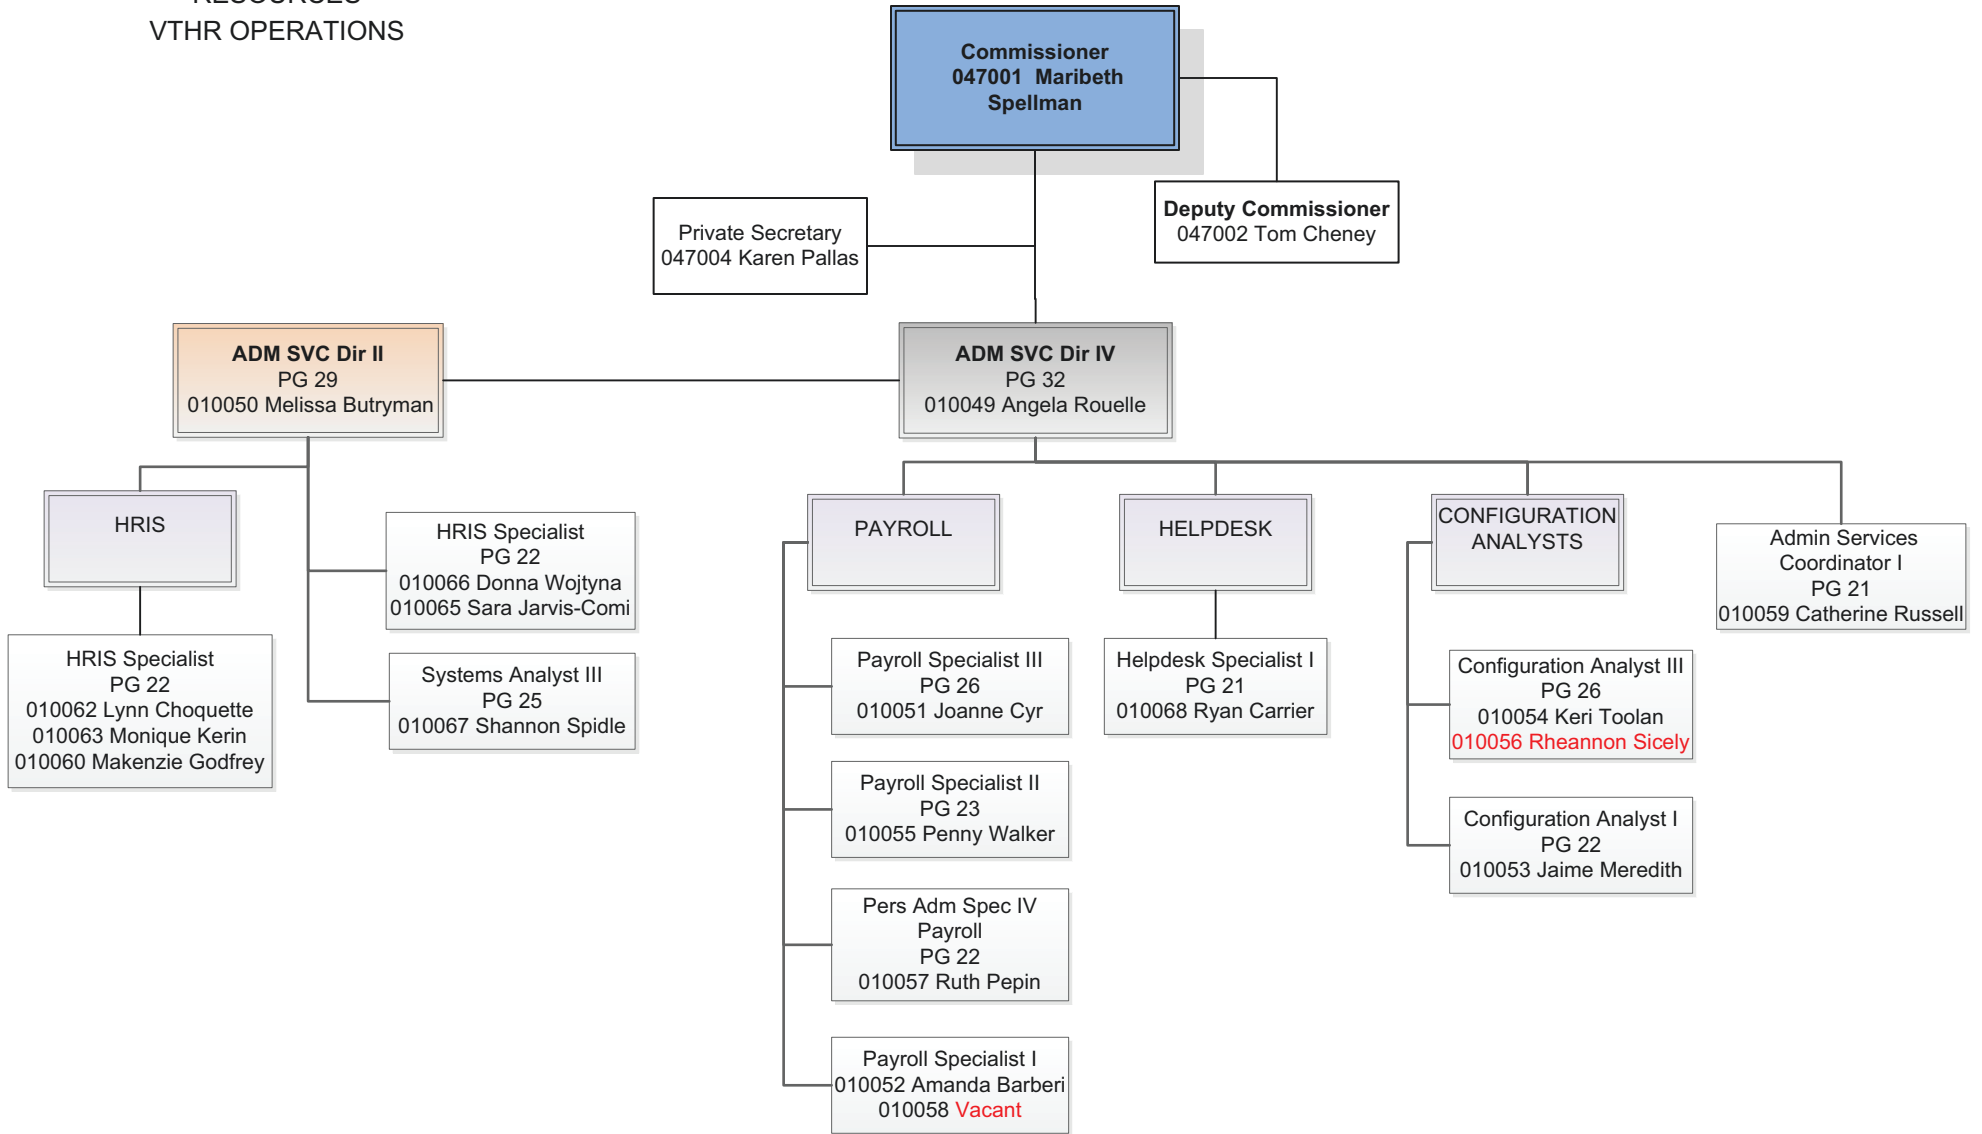 RESOURCES
VTHR OPERATIONS
Commissioner
047001 Maribeth
Spellman
Deputy Commissioner
047002 Tom Cheney
Private Secretary
047004 Karen Pallas
ADM SVC Dir II
PG 29
010050 Melissa Butryman
ADM SVC Dir IV
PG 32
010049 Angela Rouelle
HRIS
HRIS Specialist
PG 22
010062 Lynn Choquette
010063 Monique Kerin
010060 Makenzie Godfrey
HRIS Specialist
PG 22
010066 Donna Wojtyna
010065 Sara Jarvis-Comi
Systems Analyst III
PG 25
010067 Shannon Spidle
PAYROLL
Payroll Specialist III
PG 26
010051 Joanne Cyr
Payroll Specialist II
PG 23
010055 Penny Walker
Pers Adm Spec IV
Payroll
PG 22
010057 Ruth Pepin
Payroll Specialist I
010052 Amanda Barberi
010058 Vacant
HELPDESK
Helpdesk Specialist I
PG 21
010068 Ryan Carrier
CONFIGURATION
ANALYSTS
Configuration Analyst III
PG 26
010054 Keri Toolan
010056 Rheannon Sicely
Configuration Analyst I
PG 22
010053 Jaime Meredith
Admin Services
Coordinator I
PG 21
010059 Catherine Russell